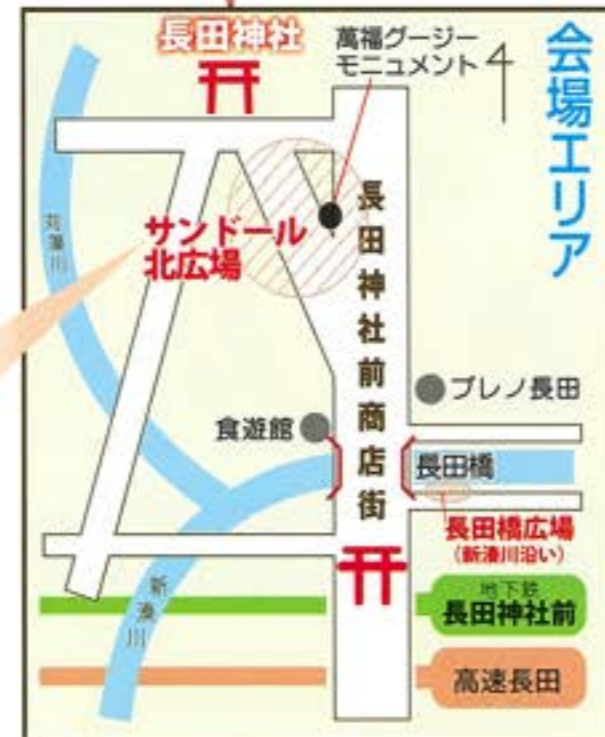 長田神社
萬福グージー
モニュメント
会場エリア
苅藻川
サンドール
北広場
長田神社前商店街
プレノ長田
食遊館
長田橋
長田橋広場
(新湊川沿い)
地下鉄
長田神社前
新湊川
高速長田